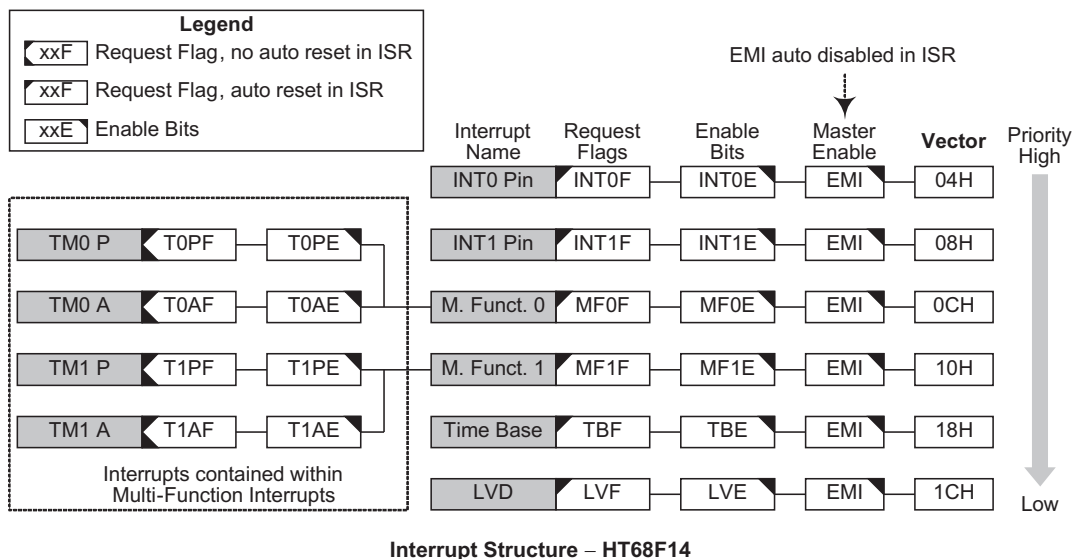 Legend
xxF Request Flag, no auto reset in ISR
xxF Request Flag, auto reset in ISR
xxE Enable Bits
EMI auto disabled in ISR
Interrupt Name Request Flags Enable Bits Master Enable Vector Priority High
INT0 Pin INT0F INT0E EMI 04H
TM0 P T0PF T0PE INT1 Pin INT1F INT1E EMI 08H
TM0 A T0AF T0AE M. Funct. 0 MF0F MF0E EMI 0CH
TM1 P T1PF T1PE M. Funct. 1 MF1F MF1E EMI 10H
TM1 A T1AF T1AE Time Base TBF TBE EMI 18H
Interrupts contained within
Multi-Function Interrupts
LVD LVF LVE EMI 1CH
Low
Interrupt Structure – HT68F14